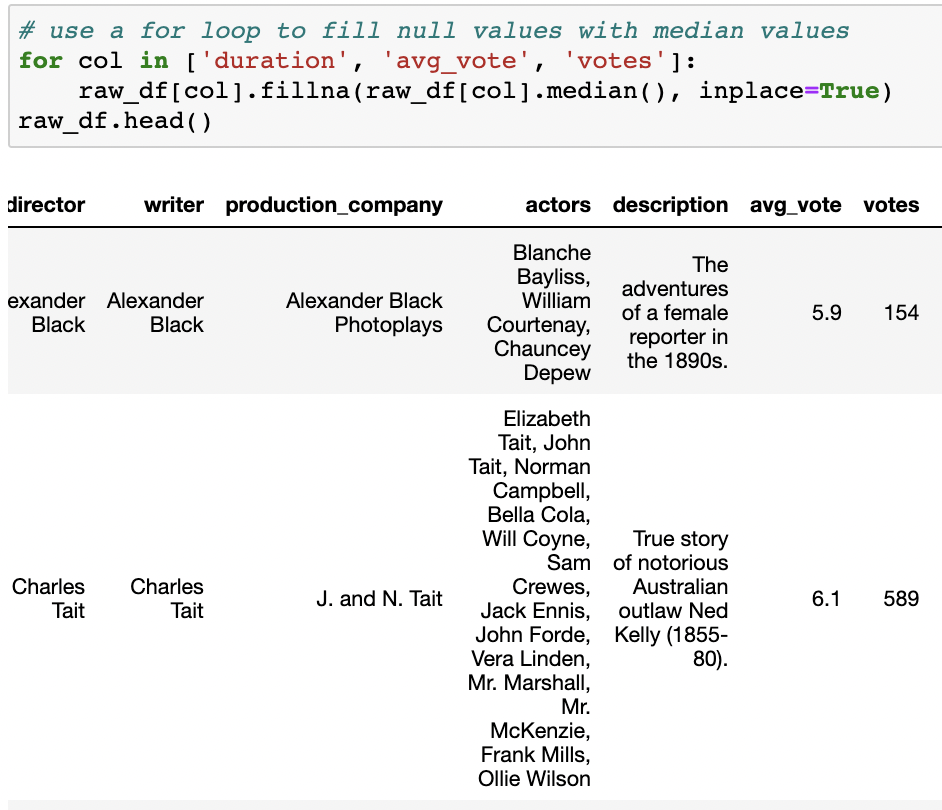 # use a for loop to fill null values with median values
for col in ['duration', 'avg_vote', 'votes']:
    raw_df[col].fillna(raw_df[col].median(), inplace=True)
raw_df.head()
director writer production_company actors description avg_vote votes
exander
Black
Alexander
Black
Alexander Black
Photoplays
Blanche
Bayliss,
William
Courtenay,
Chauncey
Depew
The
adventures
of a female
reporter in
the 1890s.
5.9
154
Charles
Tait
Charles
Tait
J. and N. Tait
Elizabeth
Tait, John
Tait, Norman
Campbell,
Bella Cola,
Will Coyne,
Sam
Crewes,
Jack Ennis,
John Forde,
Vera Linden,
Mr. Marshall,
Mr.
McKenzie,
Frank Mills,
Ollie Wilson
True story
of notorious
Australian
outlaw Ned
Kelly (1855-
80).
6.1
589